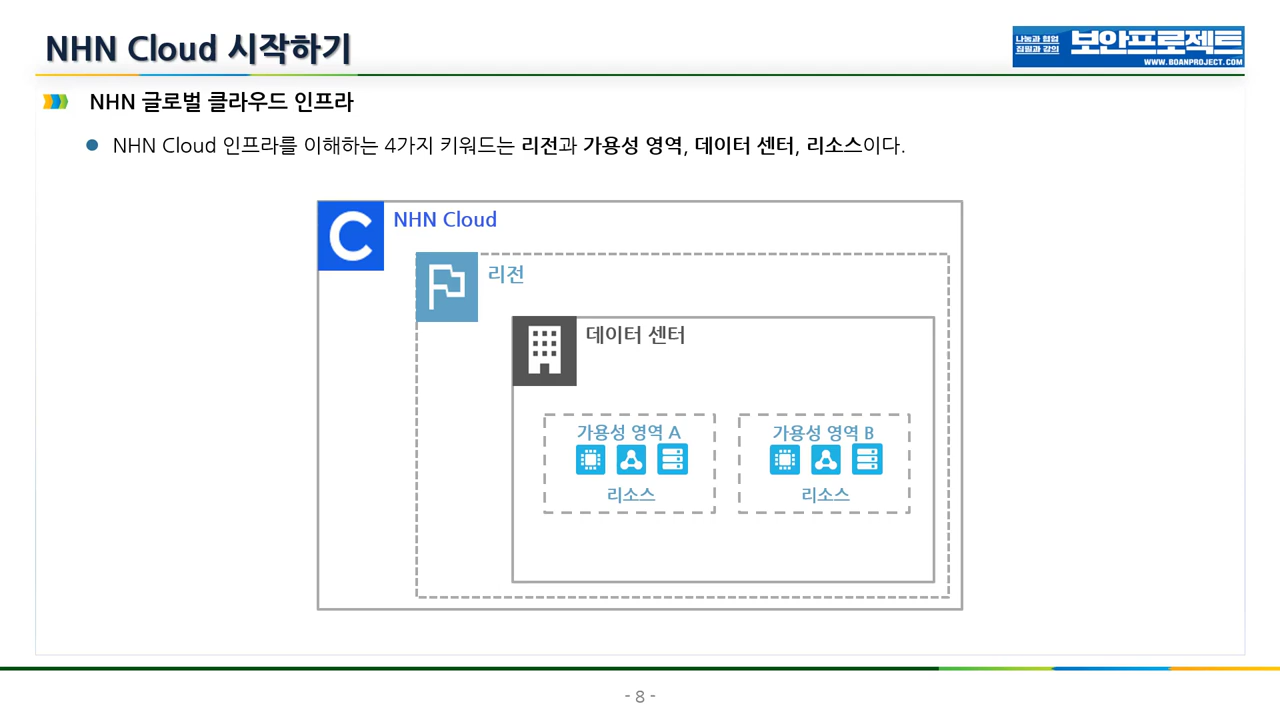 NHN Cloud 시작하기
나눔과 협업
집필과 강의
보안프로젝트
WWW.BOANPROJECT.COM
NHN 글로벌 클라우드 인프라
NHN Cloud 인프라를 이해하는 4가지 키워드는 리전과 가용성 영역, 데이터 센터, 리소스이다.
C
NHN Cloud
리전
데이터 센터
가용성 영역 A
가용성 영역 B
리소스
리소스
- 8 -